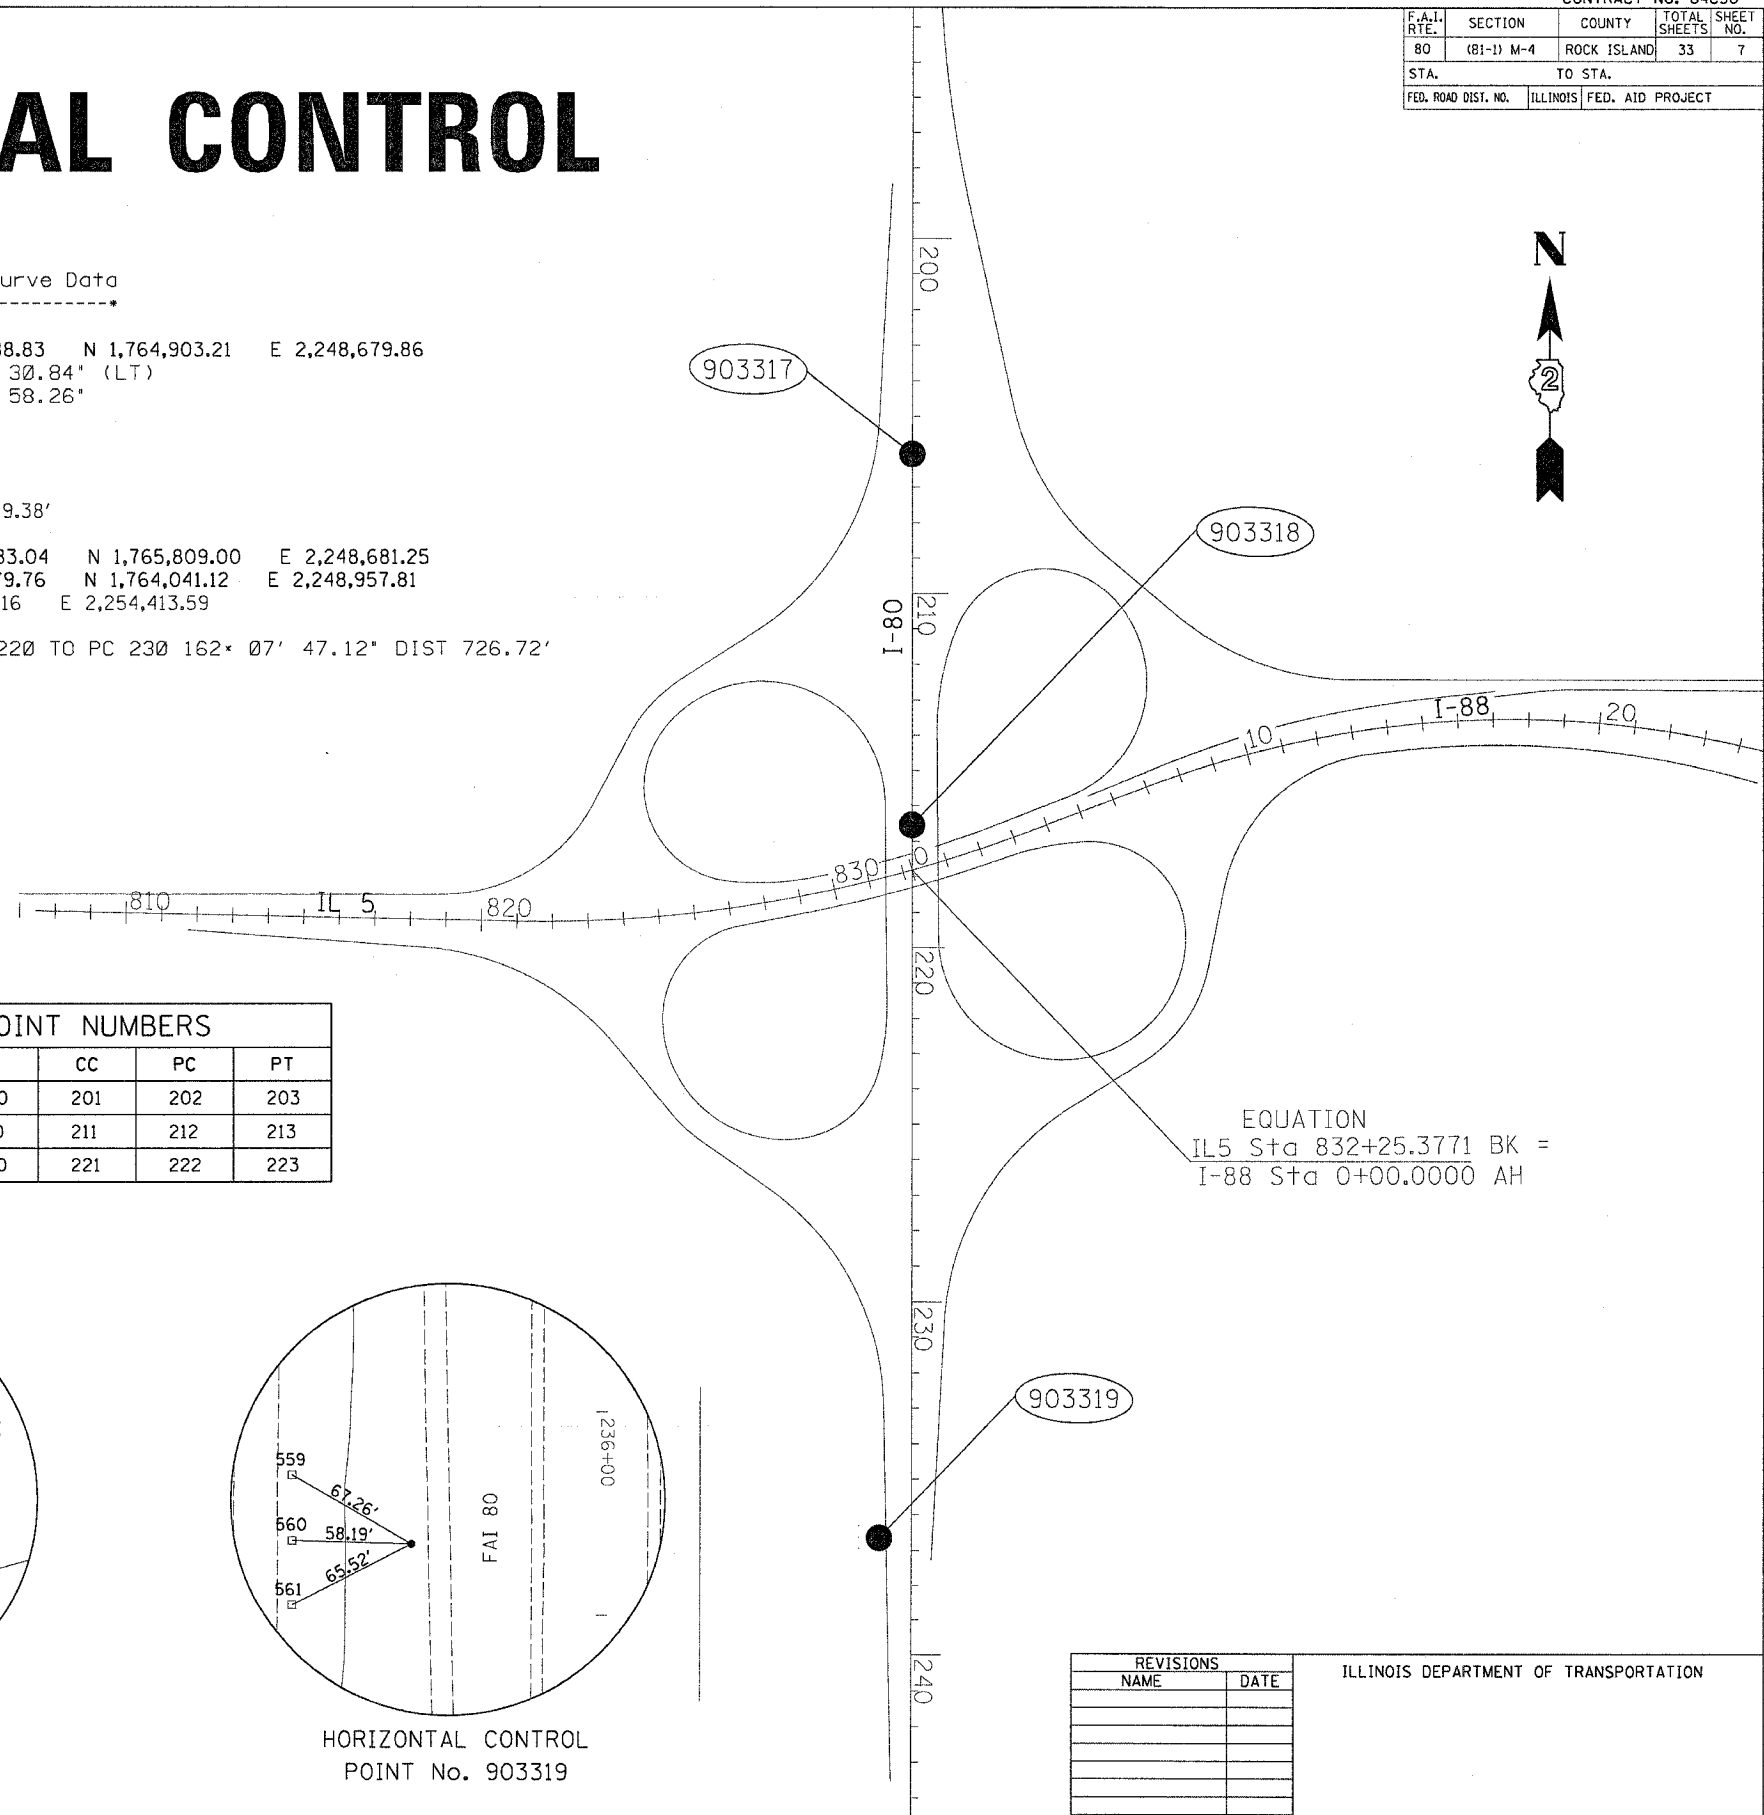 F.A.I. RTE. SECTION COUNTY TOTAL SHEETS SHEET NO.
80 (81-1) M-4 ROCK ISLAND 33 7
STA. TO STA.
FED. ROAD DIST. NO. ILLINOIS FED. AID PROJECT
AL CONTROL
N
2
urve Data
-----------*
8.83 N 1,764,903.21 E 2,248,679.86
30.84" (LT)
58.26"
9.38'
83.04 N 1,765,809.00 E 2,248,681.25
79.76 N 1,764,041.12 E 2,248,957.81
16 E 2,254,413.59
220 TO PC 230 162* 07' 47.12" DIST 726.72'
200
903317
903318
210
I-80
I-88
20
10
0
830
810
IL 5
820
220
OINT NUMBERS
CC PC PT
0 201 202 203
0 211 212 213
0 221 222 223
EQUATION
IL5 Sta 832+25.3771 BK =
I-88 Sta 0+00.0000 AH
230
903319
236+00
559
67.26'
560
58.19'
561
65.52'
FAI 80
240
HORIZONTAL CONTROL
POINT No. 903319
REVISIONS
NAME DATE
ILLINOIS DEPARTMENT OF TRANSPORTATION